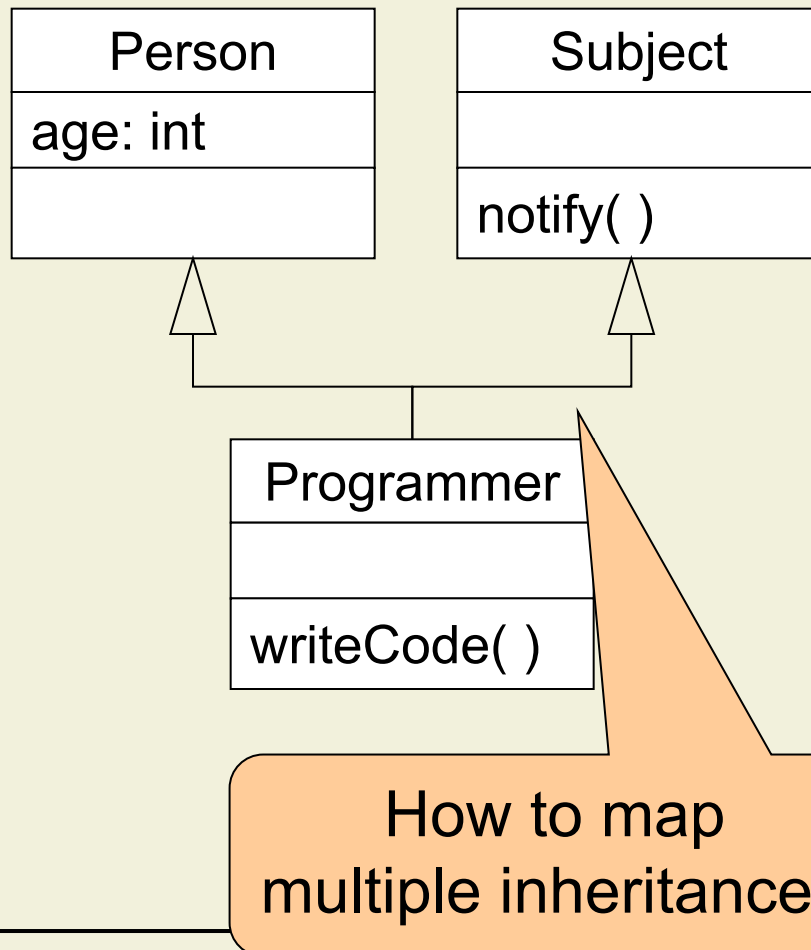 Person
age: int
Subject
notify( )
Programmer
writeCode( )
How to map
multiple inheritance